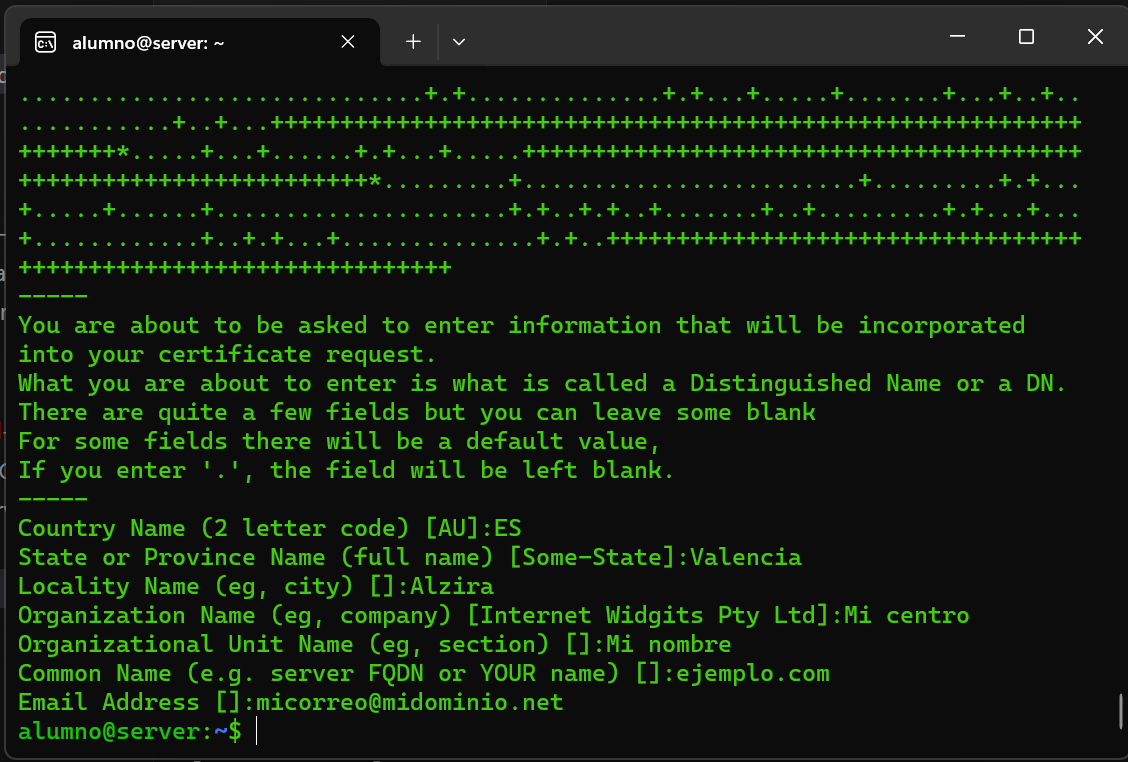 alumno@server: ~
.............................+.+..............+.+...+.....+.......+...+..+..
...........+..+...++++++++++++++++++++++++++++++++++++++++++++++++++++++++++
+++++++*.....+...+......+.+...+.....++++++++++++++++++++++++++++++++++++++++
+++++++++++++++++++++++++*.........+........................+.........+.+...
+.....+......+.....................+.+..+.+..+.......+..+.........+.+...+...
+............+..+.+...+..............+.+..++++++++++++++++++++++++++++++++++
+++++++++++++++++++++++++++++++
-----
You are about to be asked to enter information that will be incorporated
into your certificate request.
What you are about to enter is what is called a Distinguished Name or a DN.
There are quite a few fields but you can leave some blank
For some fields there will be a default value,
If you enter '.', the field will be left blank.
-----
Country Name (2 letter code) [AU]:ES
State or Province Name (full name) [Some-State]:Valencia
Locality Name (eg, city) []:Alzira
Organization Name (eg, company) [Internet Widgits Pty Ltd]:Mi centro
Organizational Unit Name (eg, section) []:Mi nombre
Common Name (e.g. server FQDN or YOUR name) []:ejemplo.com
Email Address []:micorreo@midominio.net
alumno@server:~$